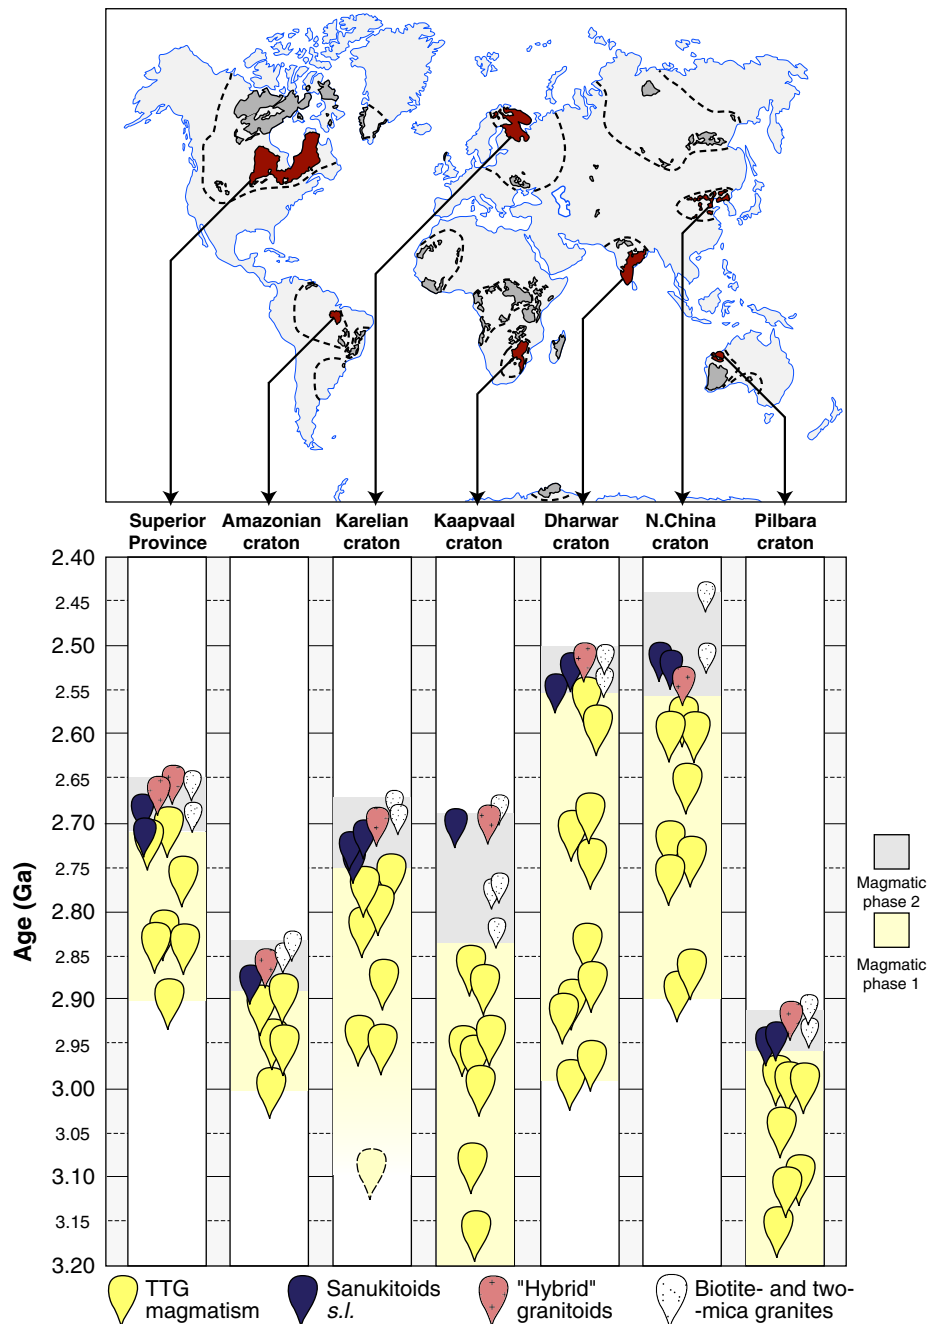 Superior
Province
Amazonian
craton
Karelian
craton
Kaapvaal
craton
Dharwar
craton
N.China
craton
Pilbara
craton
Age (Ga)
2.40
2.45
2.50
2.55
2.60
2.65
2.70
2.75
2.80
2.85
2.90
2.95
3.00
3.05
3.10
3.15
3.20
Magmatic
phase 2
Magmatic
phase 1
TTG
magmatism
Sanukitoids
s.l.
"Hybrid"
granitoids
Biotite- and two-
-mica granites